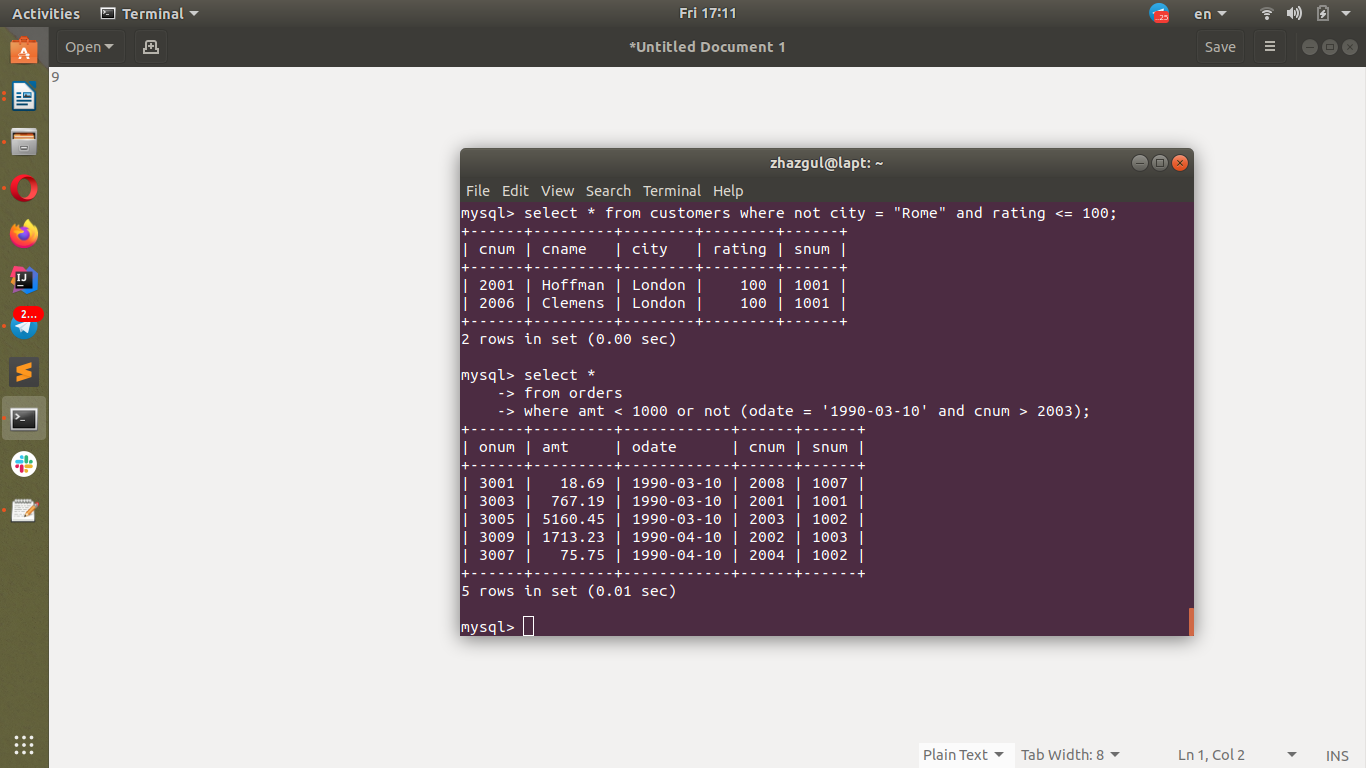 Activities Terminal Fri 17:11 en
Open *Untitled Document 1 Save
9
zhazgul@lapt: ~
File Edit View Search Terminal Help
mysql> select * from customers where not city = "Rome" and rating <= 100;
+------+---------+--------+--------+------+
| cnum | cname   | city   | rating | snum |
+------+---------+--------+--------+------+
| 2001 | Hoffman | London |    100 | 1001 |
| 2006 | Clemens | London |    100 | 1001 |
+------+---------+--------+--------+------+
2 rows in set (0.00 sec)
mysql> select *
    -> from orders
    -> where amt < 1000 or not (odate = '1990-03-10' and cnum > 2003);
+------+---------+------------+------+------+
| onum | amt     | odate      | cnum | snum |
+------+---------+------------+------+------+
| 3001 |   18.69 | 1990-03-10 | 2008 | 1007 |
| 3003 |  767.19 | 1990-03-10 | 2001 | 1001 |
| 3005 | 5160.45 | 1990-03-10 | 2003 | 1002 |
| 3009 | 1713.23 | 1990-04-10 | 2002 | 1003 |
| 3007 |   75.75 | 1990-04-10 | 2004 | 1002 |
+------+---------+------------+------+------+
5 rows in set (0.01 sec)
mysql>
IJ
2...
Plain Text Tab Width: 8 Ln 1, Col 2 INS